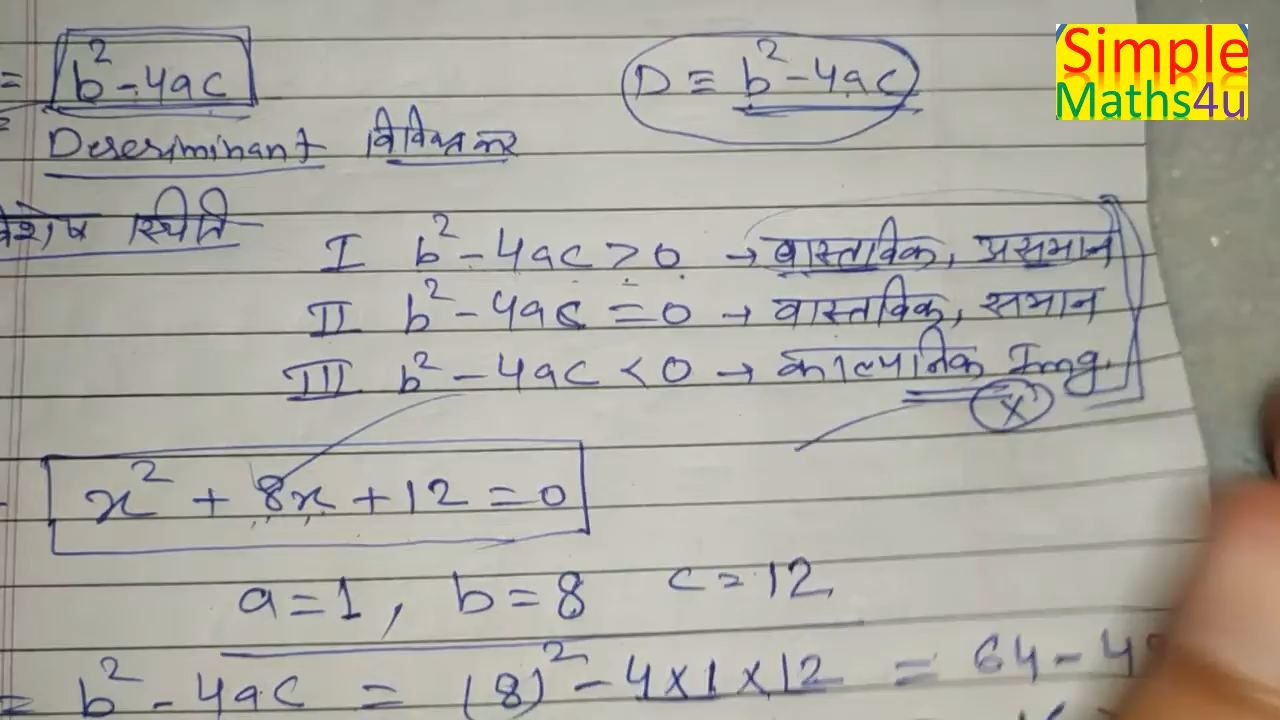 = b² - 4ac
D = b² - 4ac
Simple
Maths4u
Descriminant विविक्तकर
विशेष स्थिति
I b² - 4ac > 0 → वास्तविक, असमान
II b² - 4ac = 0 → वास्तविक, समान
III b² - 4ac < 0 → काल्पनिक Img.
X
x² + 8x + 12 = 0
a = 1, b = 8 c = 12
= b² - 4ac = (8)² - 4×1×12 = 64 - 48